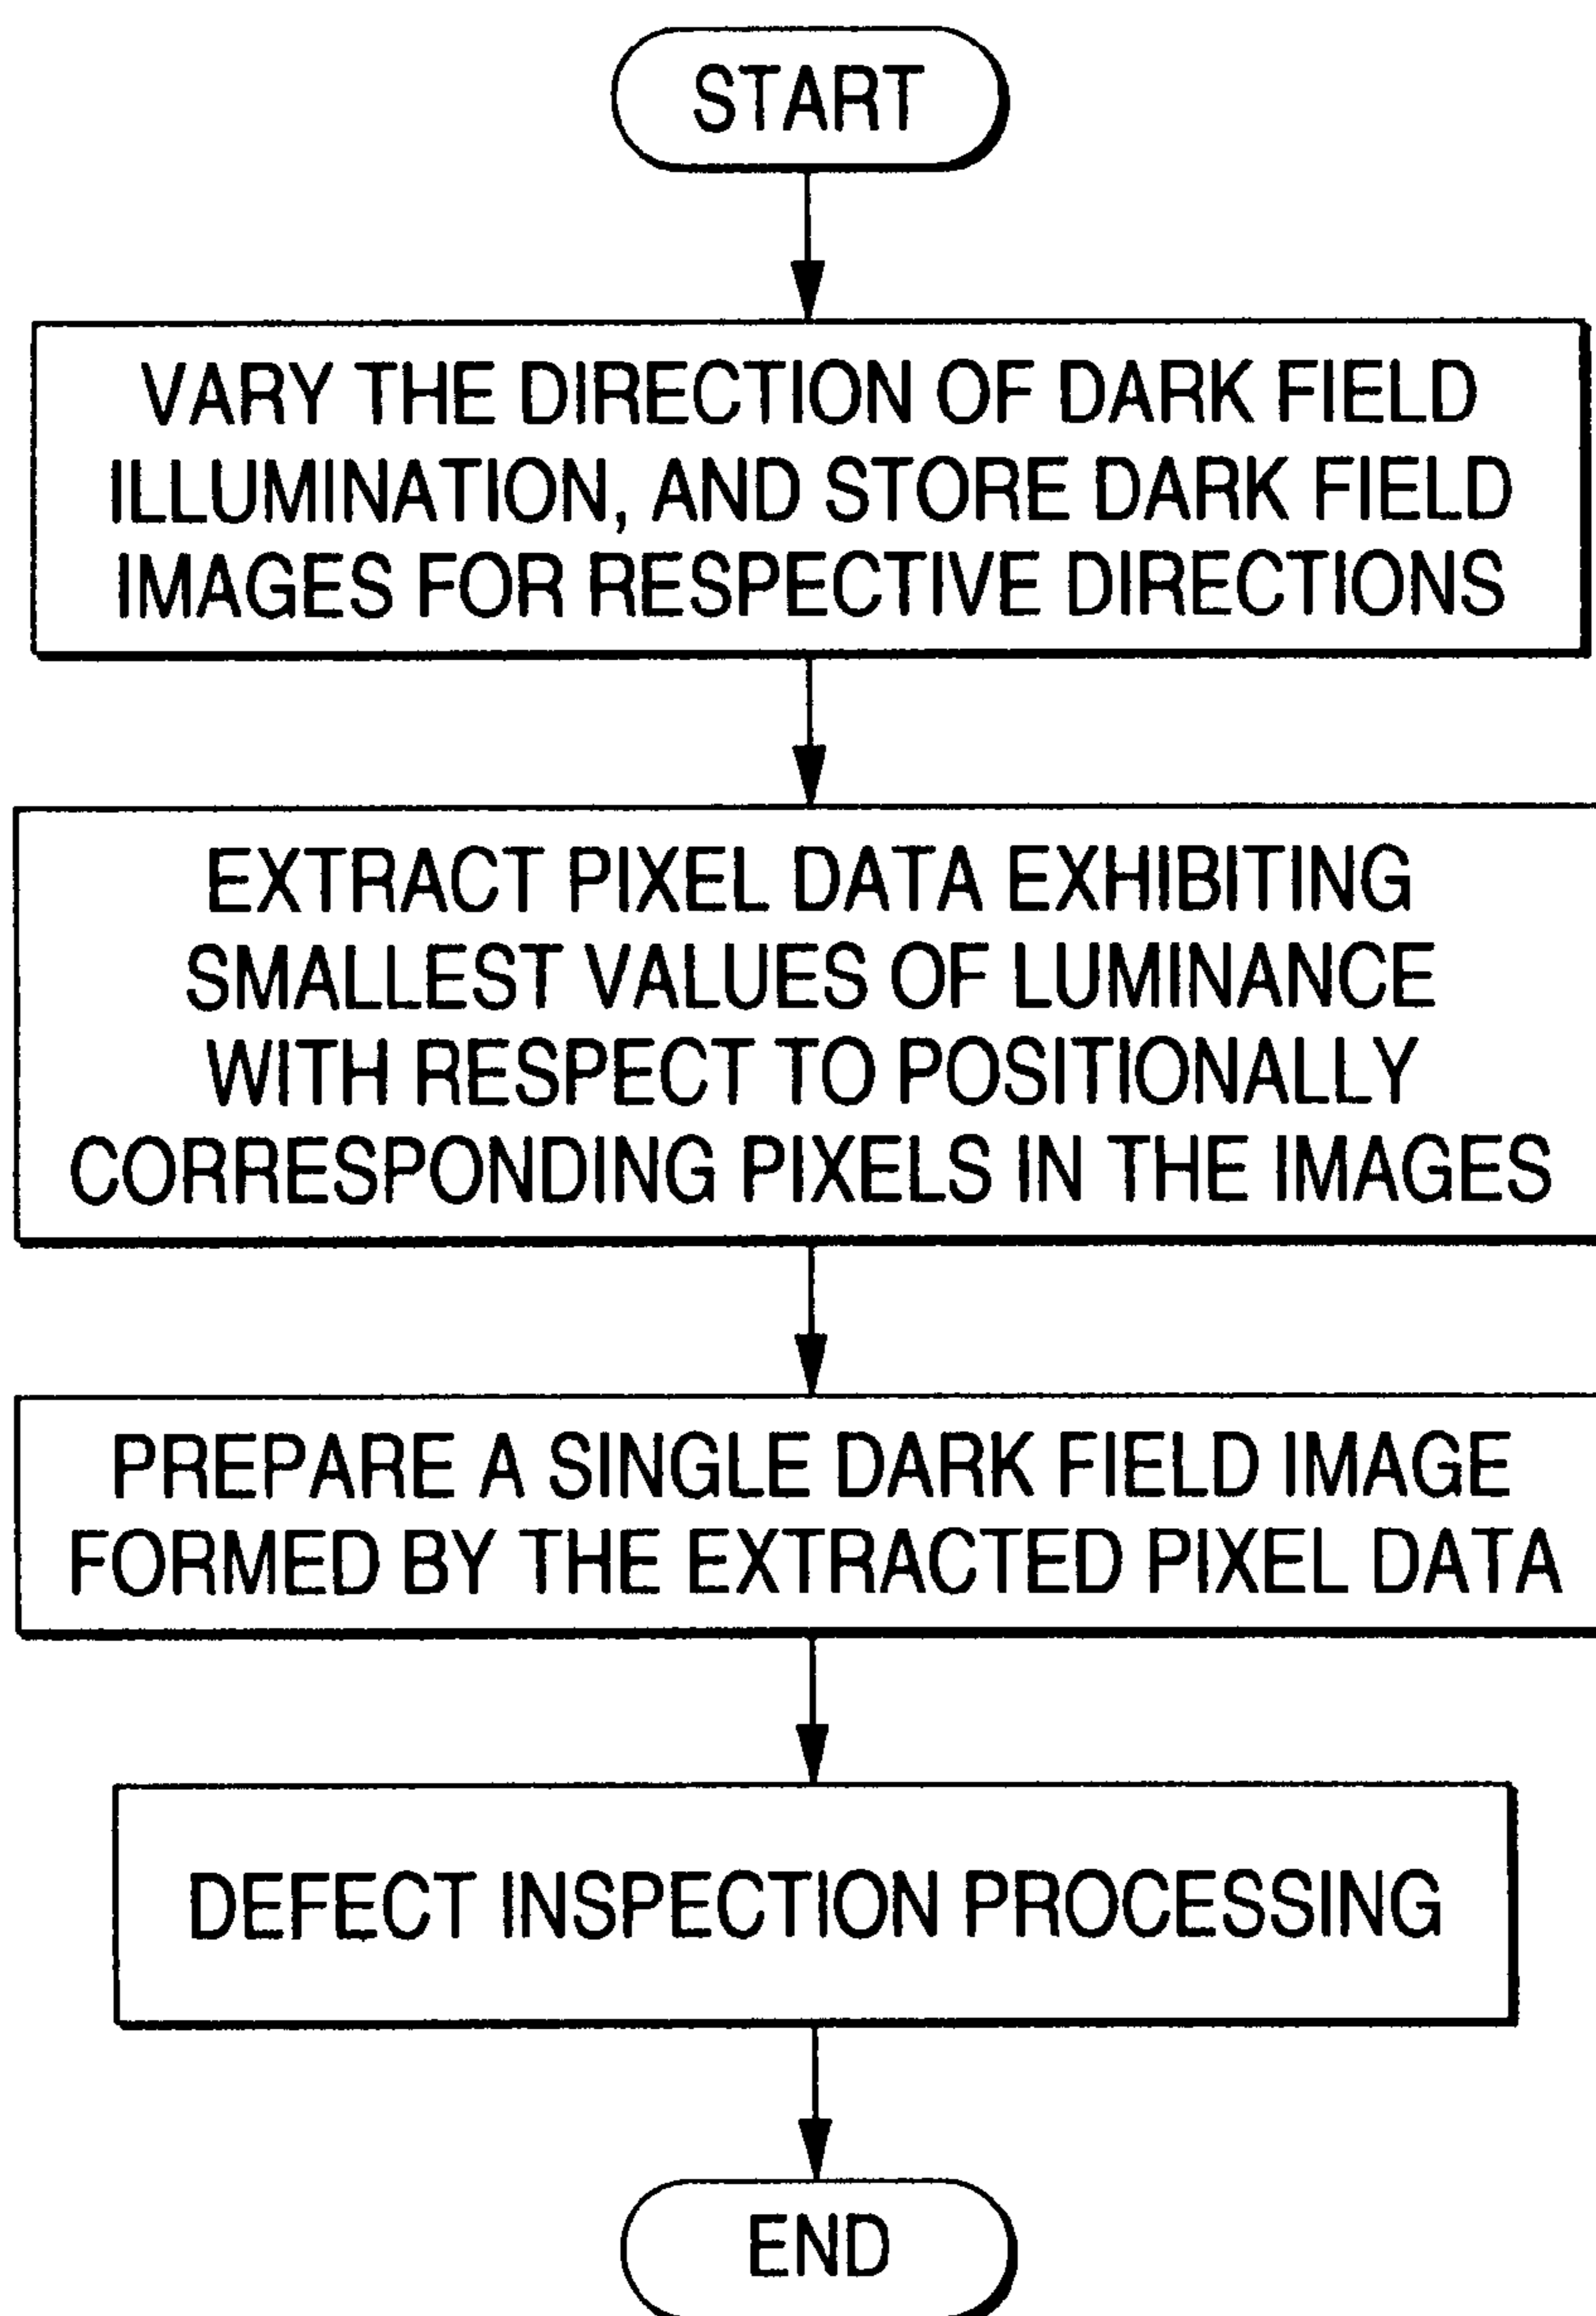 START
VARY THE DIRECTION OF DARK FIELD
ILLUMINATION, AND STORE DARK FIELD
IMAGES FOR RESPECTIVE DIRECTIONS
EXTRACT PIXEL DATA EXHIBITING
SMALLEST VALUES OF LUMINANCE
WITH RESPECT TO POSITIONALLY
CORRESPONDING PIXELS IN THE IMAGES
PREPARE A SINGLE DARK FIELD IMAGE
FORMED BY THE EXTRACTED PIXEL DATA
DEFECT INSPECTION PROCESSING
END